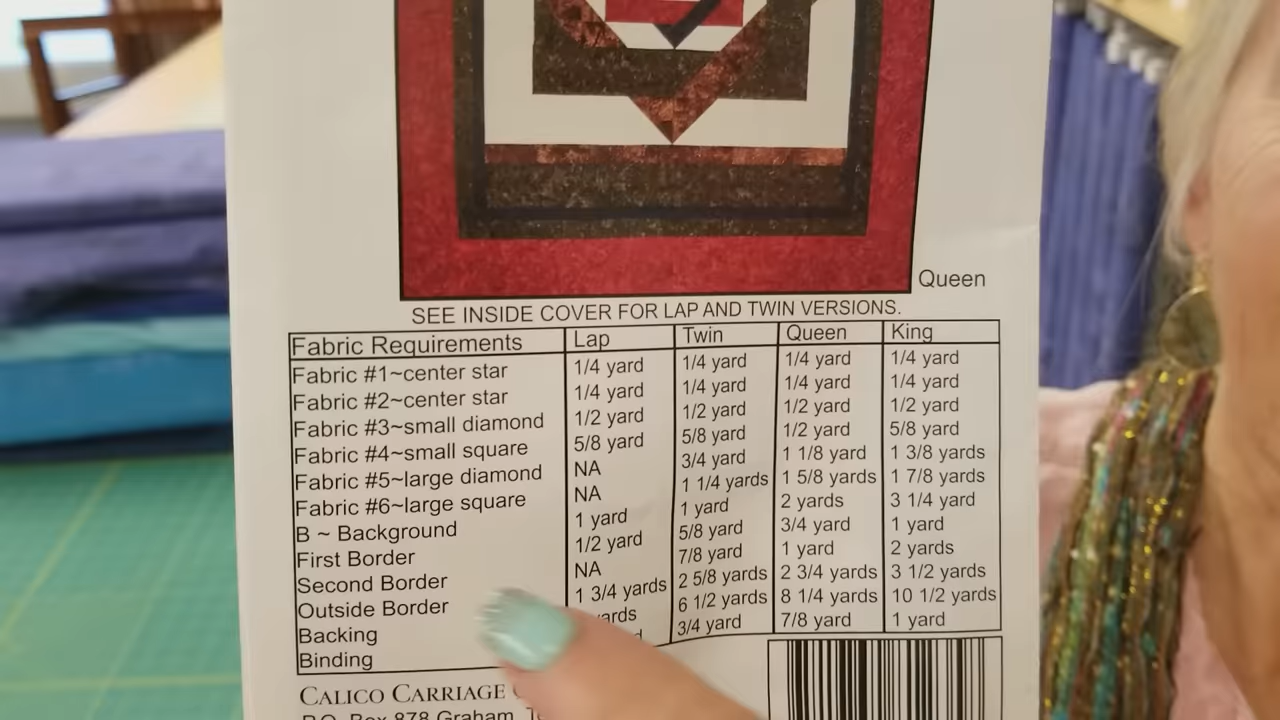 Queen
SEE INSIDE COVER FOR LAP AND TWIN VERSIONS.
Fabric Requirements Lap Twin Queen King
Fabric #1~center star 1/4 yard 1/4 yard 1/4 yard 1/4 yard
Fabric #2~center star 1/4 yard 1/4 yard 1/4 yard 1/4 yard
Fabric #3~small diamond 1/2 yard 1/2 yard 1/2 yard 1/2 yard
Fabric #4~small square 5/8 yard 5/8 yard 1/2 yard 5/8 yard
Fabric #5~large diamond NA 3/4 yard 1 1/8 yard 1 3/8 yards
Fabric #6~large square NA 1 1/4 yards 1 5/8 yards 1 7/8 yards
B ~ Background 1 yard 1 yard 2 yards 3 1/4 yard
First Border 1/2 yard 5/8 yard 3/4 yard 1 yard
Second Border NA 7/8 yard 1 yard 2 yards
Outside Border 1 3/4 yards 2 5/8 yards 2 3/4 yards 3 1/2 yards
Backing yards 6 1/2 yards 8 1/4 yards 10 1/2 yards
Binding 3/4 yard 7/8 yard 1 yard
CALICO CARRIAGE
P.O. Box 878 Graham,